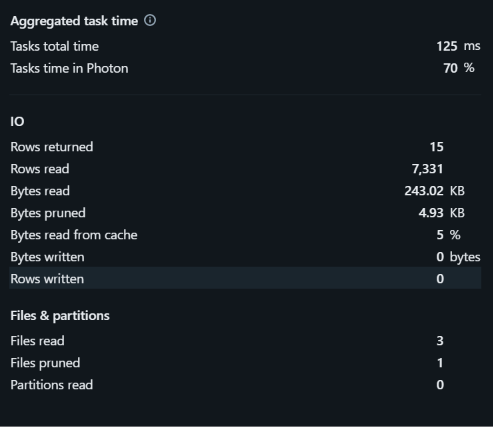 Aggregated task time
Tasks total time 125 ms
Tasks time in Photon 70 %
IO
Rows returned 15
Rows read 7,331
Bytes read 243.02 KB
Bytes pruned 4.93 KB
Bytes read from cache 5 %
Bytes written 0 bytes
Rows written 0
Files & partitions
Files read 3
Files pruned 1
Partitions read 0